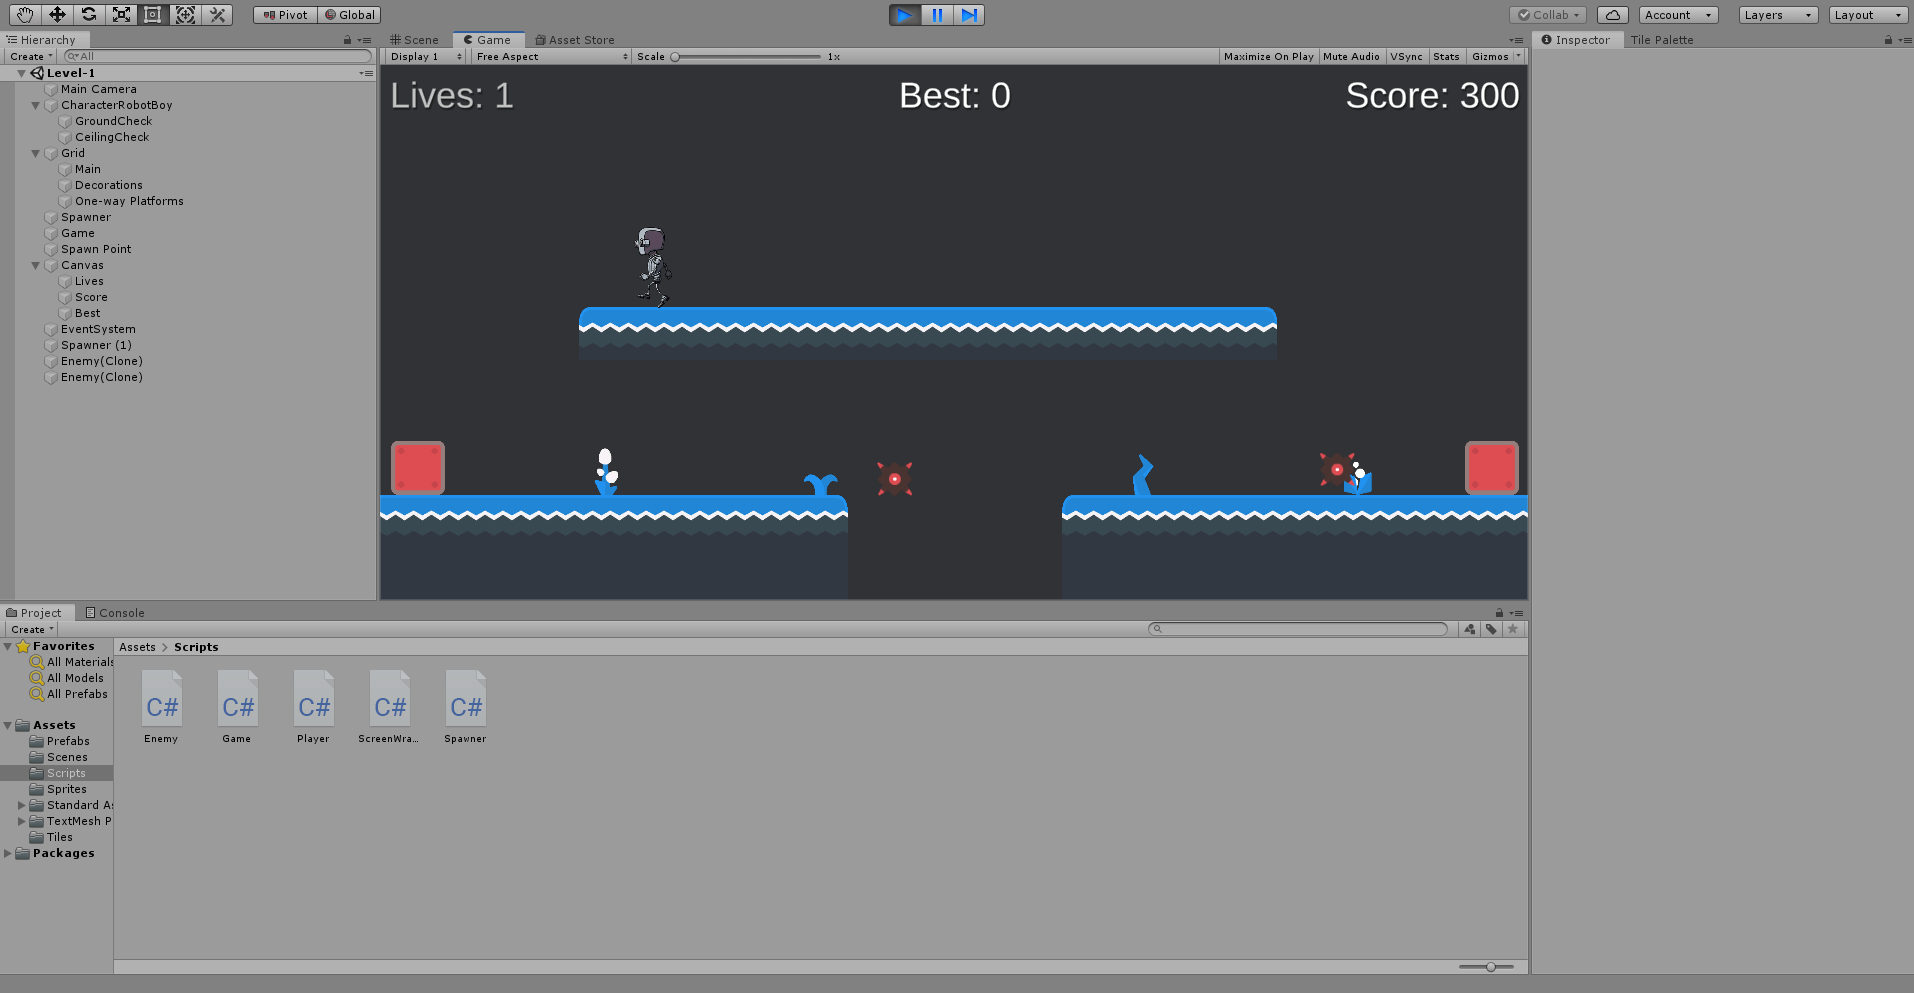 Pivot Global Collab Account Layers Layout
Hierarchy
Create All
Level-1
Main Camera
CharacterRobotBoy
GroundCheck
CeilingCheck
Grid
Main
Decorations
One-way Platforms
Spawner
Game
Spawn Point
Canvas
Lives
Score
Best
EventSystem
Spawner (1)
Enemy(Clone)
Enemy(Clone)
Scene Game Asset Store
Display 1 Free Aspect Scale 1x Maximize On Play Mute Audio VSync Stats Gizmos
Lives: 1 Best: 0 Score: 300
Inspector Tile Palette
Project Console
Create
Favorites
All Materials
All Models
All Prefabs
Assets
Prefabs
Scenes
Scripts
Sprites
Standard As
TextMesh P
Tiles
Packages
Assets > Scripts
C# C# C# C# C#
Enemy Game Player ScreenWra... Spawner